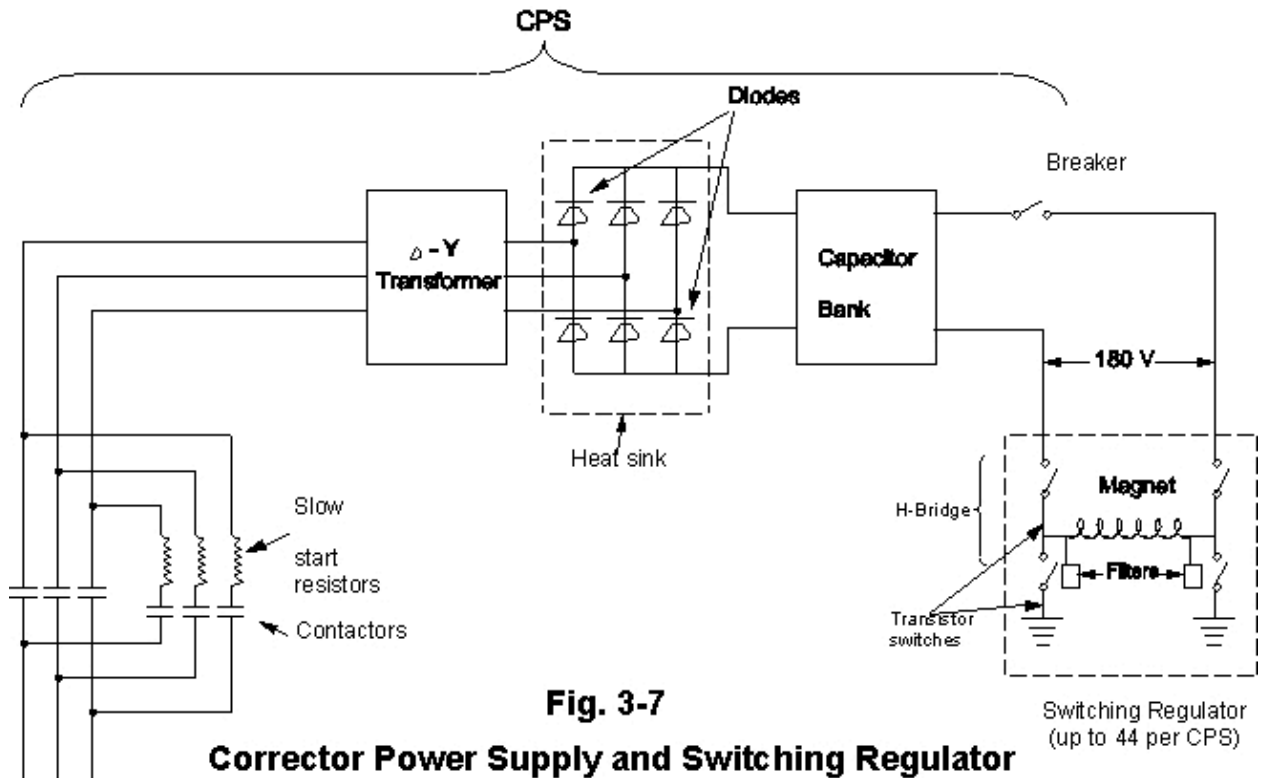 CPS
Diodes
Breaker
Δ - Y
Transformer
Capacitor
Bank
180 V
Heat sink
H-Bridge
Magnet
Filters
Slow
start
resistors
Contactors
Transistor
switches
Fig. 3-7
Corrector Power Supply and Switching Regulator
Switching Regulator
(up to 44 per CPS)